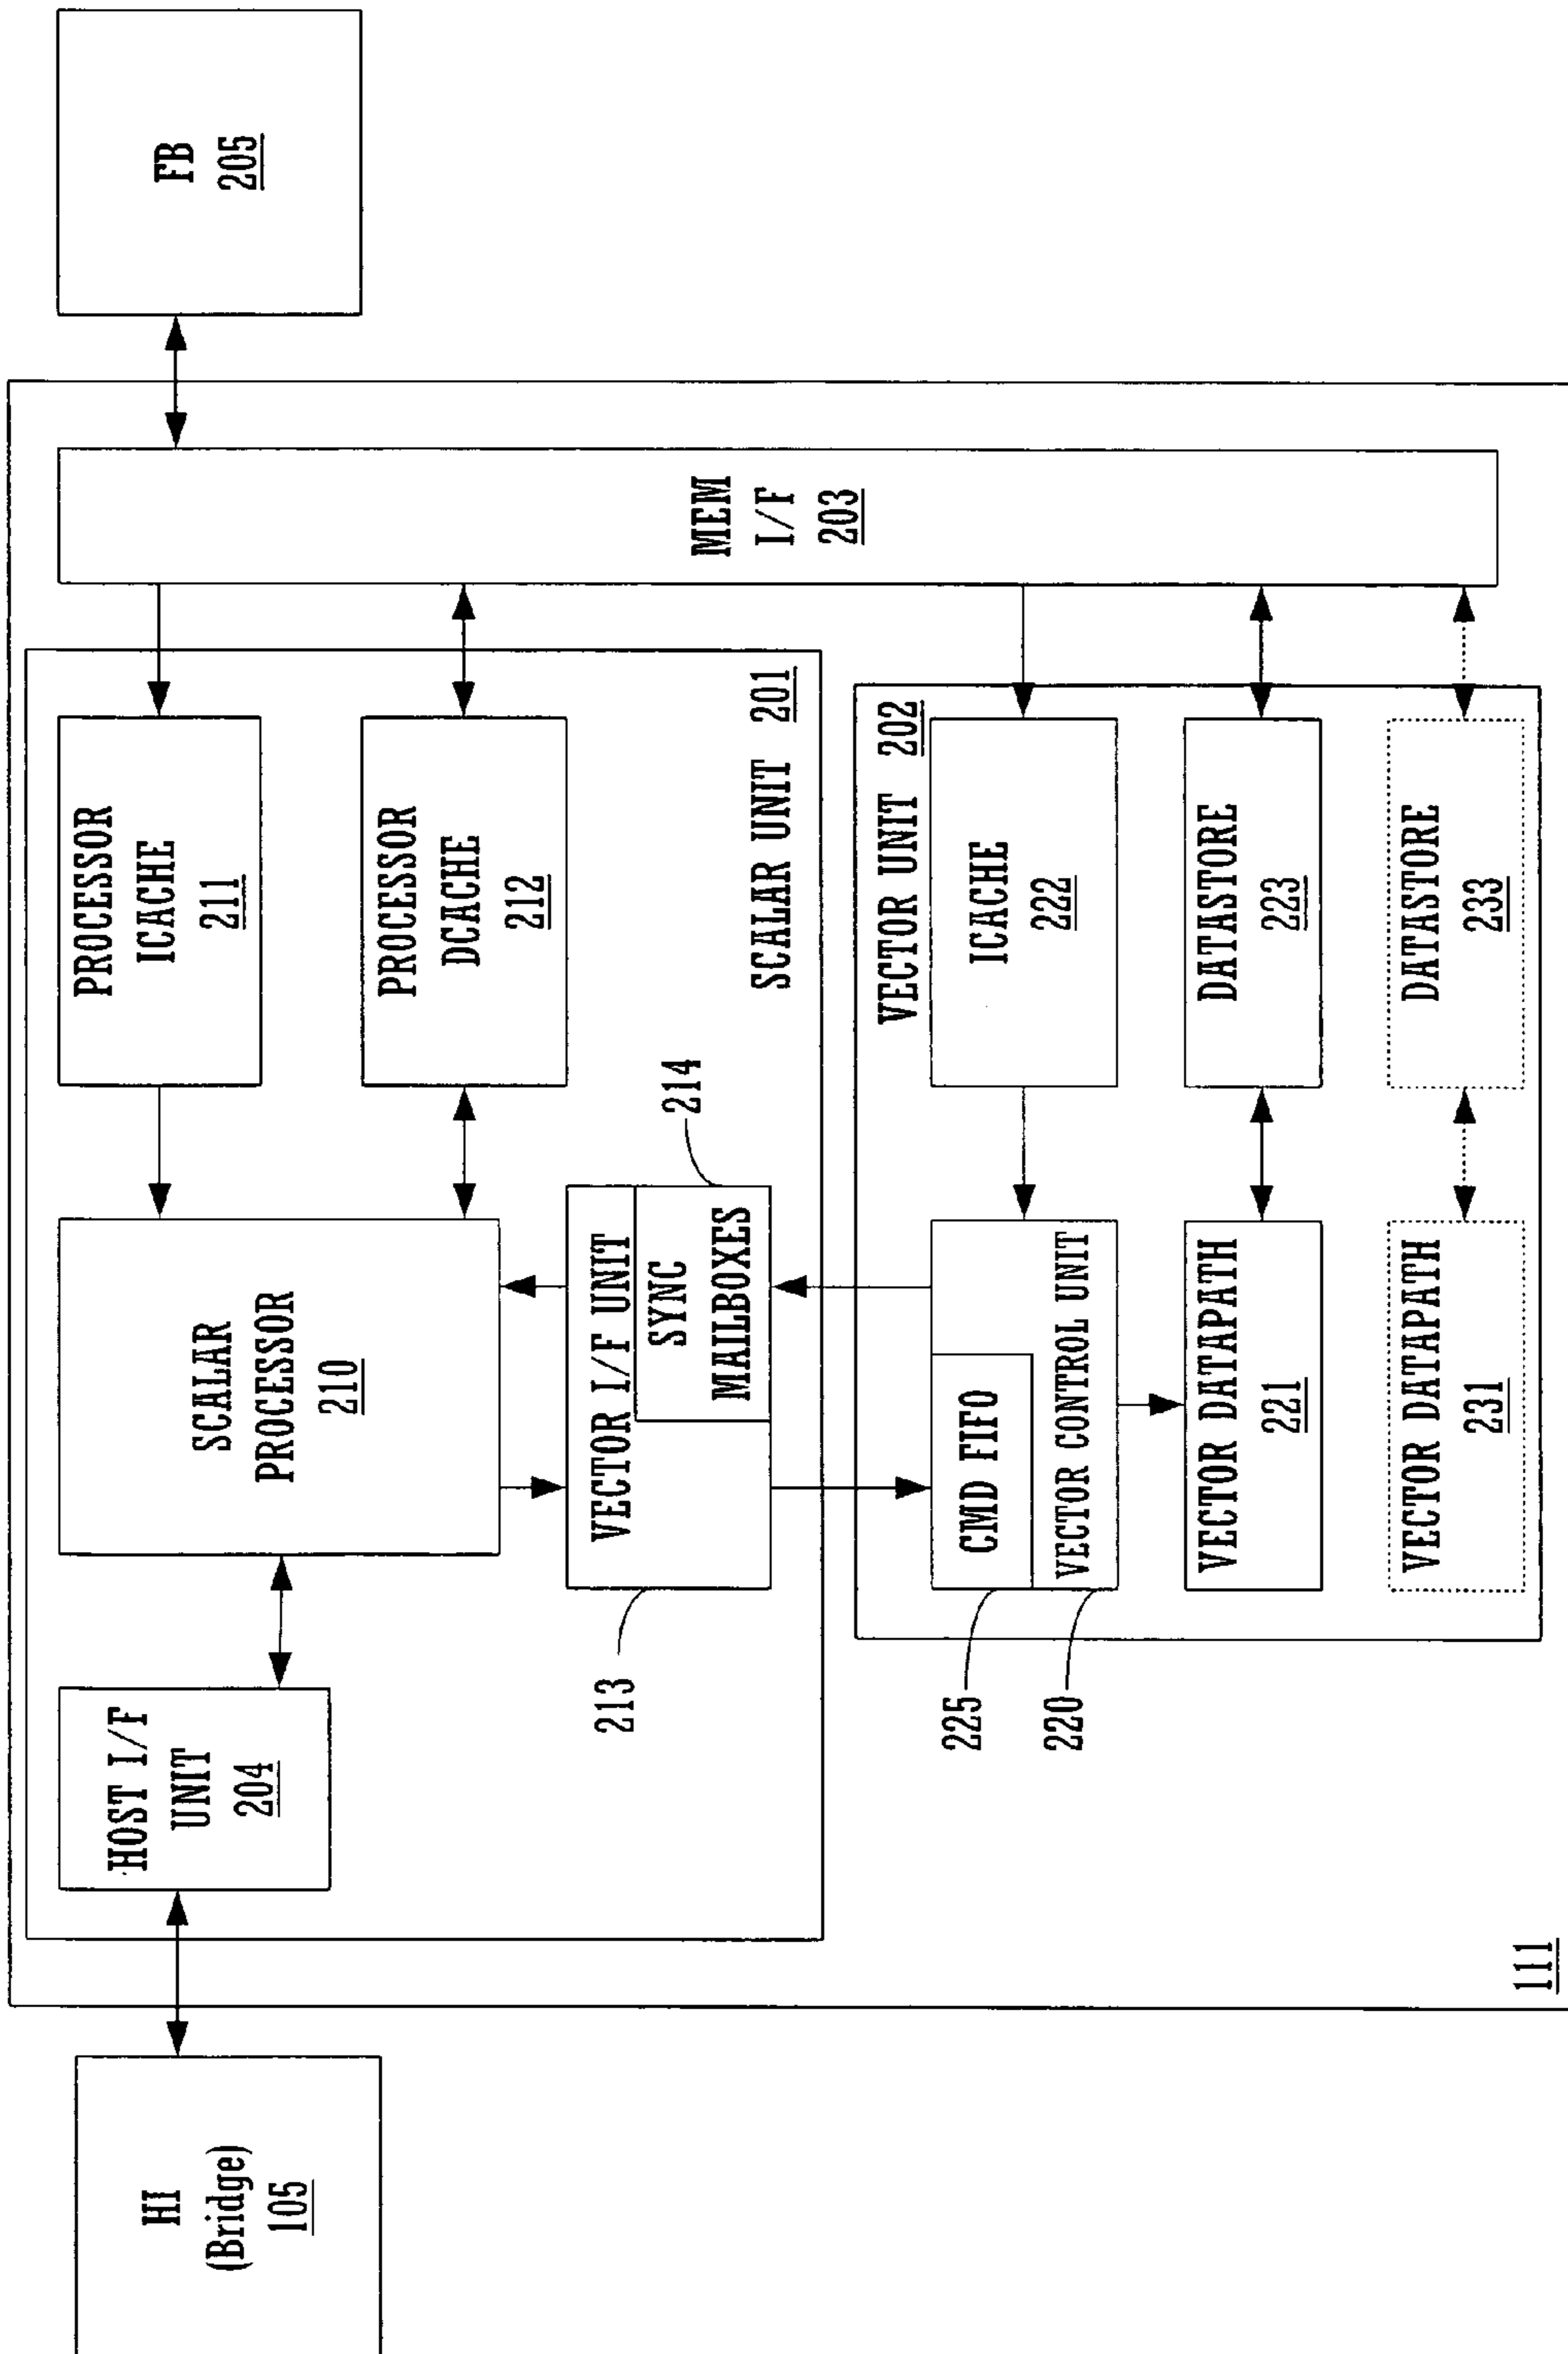 HI
(Bridge)
105
HOST I/F
UNIT
204
SCALAR
PROCESSOR
210
PROCESSOR
ICACHE
211
PROCESSOR
DCACHE
212
213
VECTOR I/F UNIT
SYNC
MAILBOXES
214
SCALAR UNIT 201
MEM
I/F
203
FB
205
VECTOR UNIT 202
225
220
CMD FIFO
VECTOR CONTROL UNIT
ICACHE
222
VECTOR DATAPATH
221
DATASTORE
223
VECTOR DATAPATH
231
DATASTORE
233
111